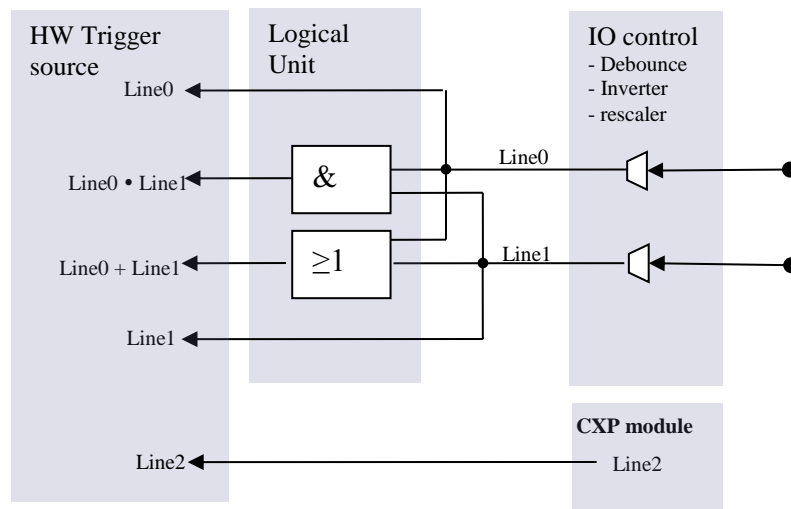 HW Trigger
source
Logical
Unit
IO control
- Debounce
- Inverter
- rescaler
Line0
Line0
Line0 • Line1
&
Line1
Line0 + Line1
≥1
Line1
CXP module
Line2
Line2